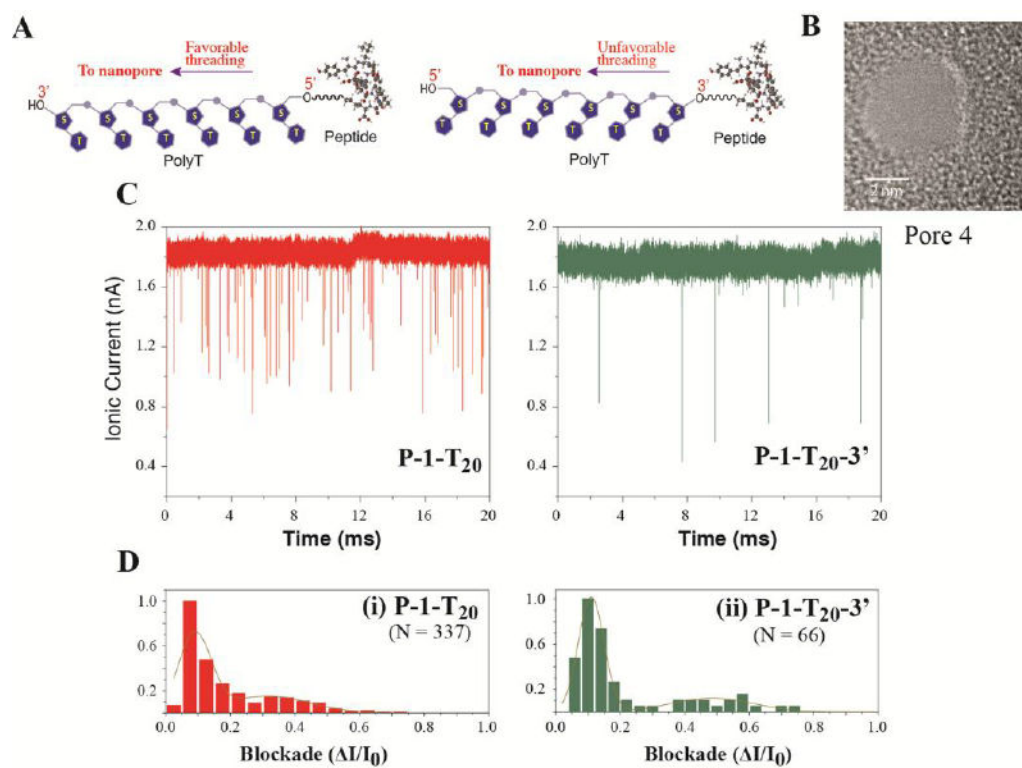 A
Favorable
threading
To nanopore
3'
HO
5'
O
S S S S S S
T T T T T T
PolyT
Peptide
Unfavorable
threading
To nanopore
5'
HO
3'
O
S S S S S S
T T T T T T
PolyT
Peptide
B
2 nm
Pore 4
C
Ionic Current (nA)
2.0
1.6
1.2
0.8
0.4
P-1-T20
0 4 8 12 16 20
Time (ms)
2.0
1.6
1.2
0.8
0.4
P-1-T20-3'
0 4 8 12 16 20
Time (ms)
D
(i) P-1-T20
(N = 337)
1.0
0.6
0.4
0.2
0.0 0.2 0.4 0.6 0.8 1.0
Blockade (ΔI/I0)
(ii) P-1-T20-3'
(N = 66)
1.0
0.6
0.4
0.2
0.0 0.2 0.4 0.6 0.8 1.0
Blockade (ΔI/I0)